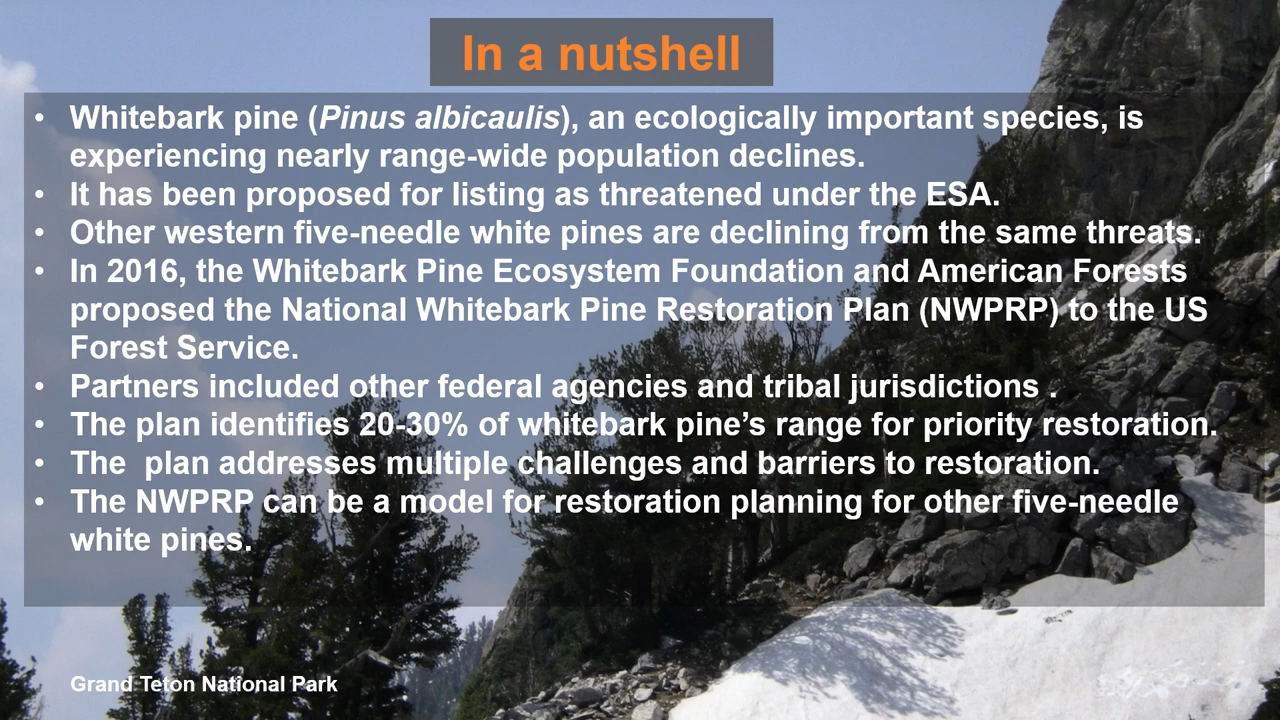 In a nutshell
• Whitebark pine (Pinus albicaulis), an ecologically important species, is
experiencing nearly range-wide population declines.
• It has been proposed for listing as threatened under the ESA.
• Other western five-needle white pines are declining from the same threats.
• In 2016, the Whitebark Pine Ecosystem Foundation and American Forests
proposed the National Whitebark Pine Restoration Plan (NWPRP) to the US
Forest Service.
• Partners included other federal agencies and tribal jurisdictions .
• The plan identifies 20-30% of whitebark pine’s range for priority restoration.
• The  plan addresses multiple challenges and barriers to restoration.
• The NWPRP can be a model for restoration planning for other five-needle
white pines.
Grand Teton National Park